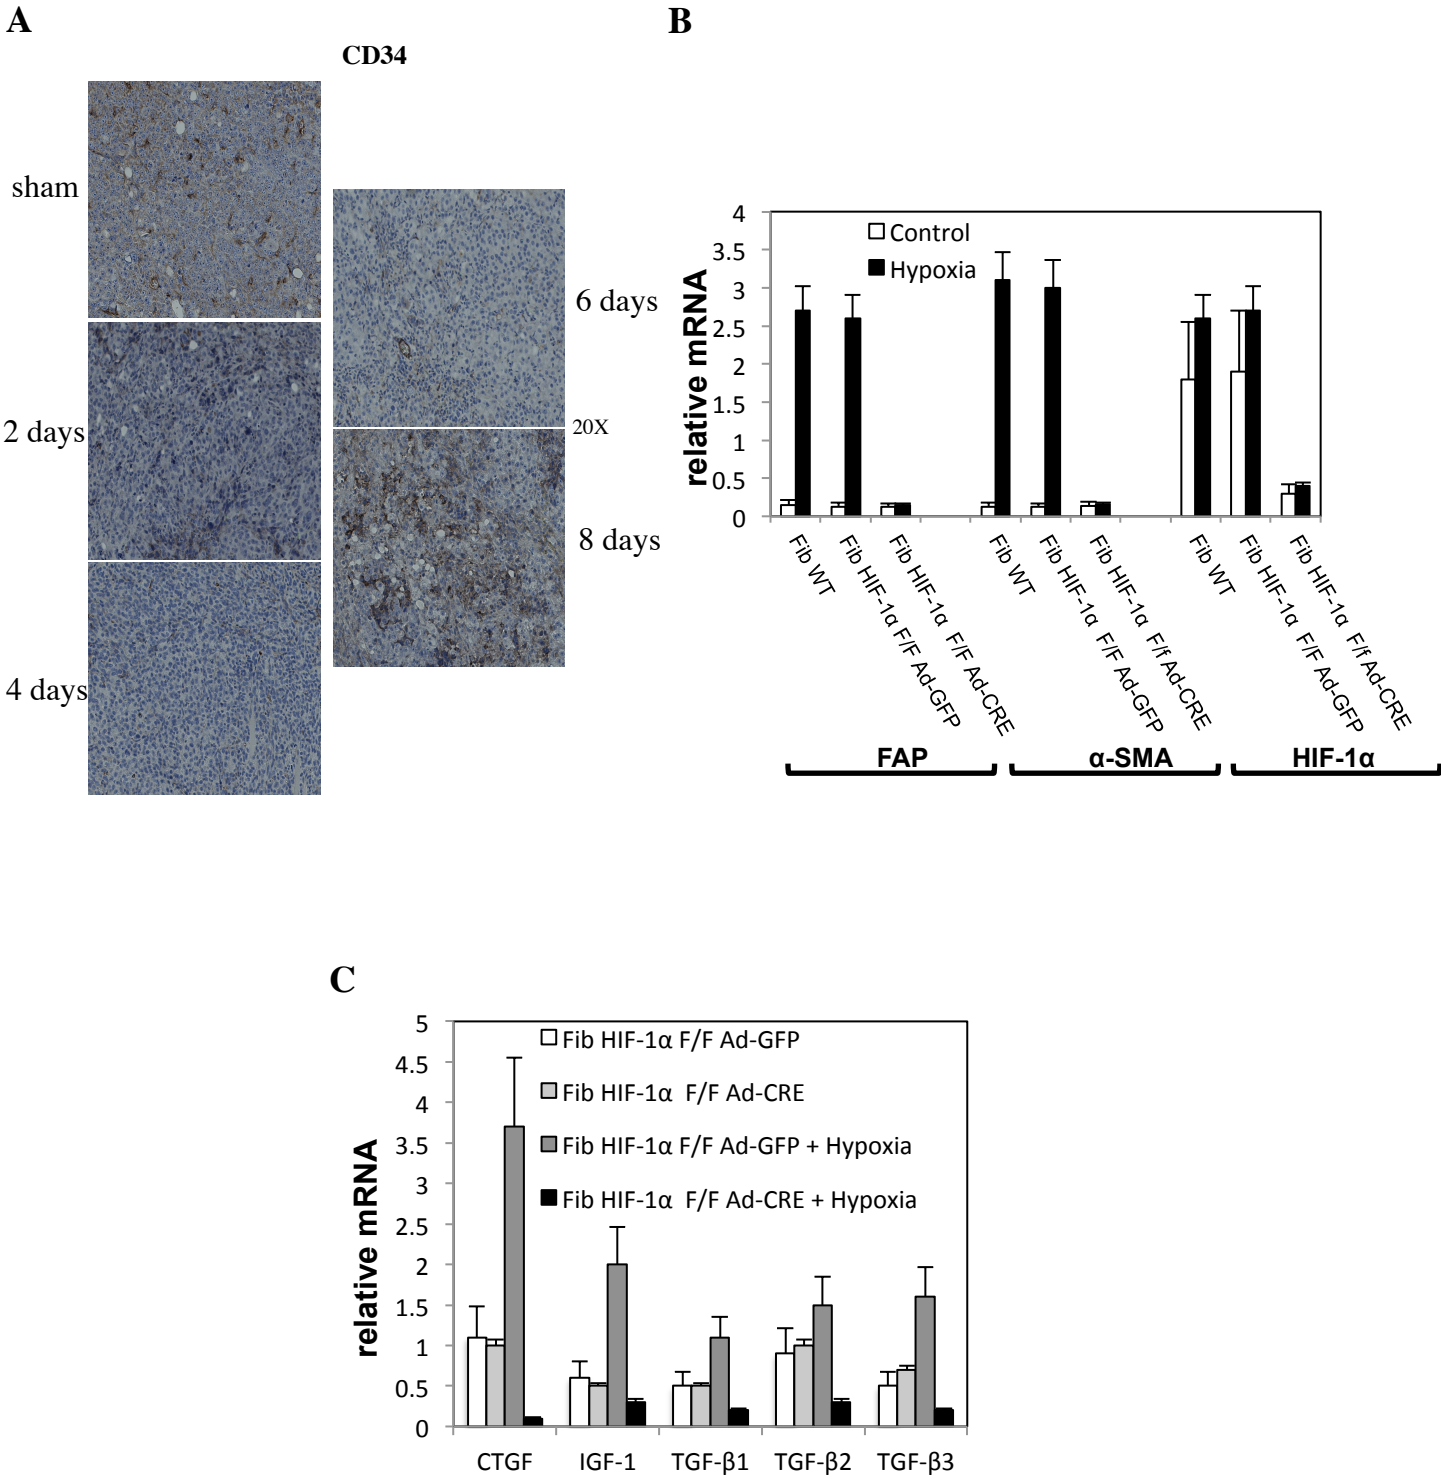 A
CD34
sham
2 days
4 days
6 days
20X
8 days
B
relative mRNA
4
3.5
3
2.5
2
1.5
1
0.5
0
Control
Hypoxia
Fib WT
Fib HIF-1α F/F Ad-GFP
Fib HIF-1α F/F Ad-CRE
Fib WT
Fib HIF-1α F/F Ad-GFP
Fib HIF-1α F/f Ad-CRE
Fib WT
Fib HIF-1α F/F Ad-GFP
Fib HIF-1α F/f Ad-CRE
FAP
α-SMA
HIF-1α
C
relative mRNA
5
4.5
4
3.5
3
2.5
2
1.5
1
0.5
0
Fib HIF-1α F/F Ad-GFP
Fib HIF-1α F/F Ad-CRE
Fib HIF-1α F/F Ad-GFP + Hypoxia
Fib HIF-1α F/F Ad-CRE + Hypoxia
CTGF IGF-1 TGF-β1 TGF-β2 TGF-β3